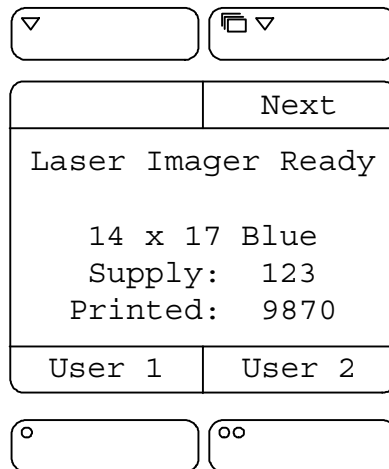 Next
Laser Imager Ready
14 x 17 Blue
Supply: 123
Printed: 9870
User 1 User 2